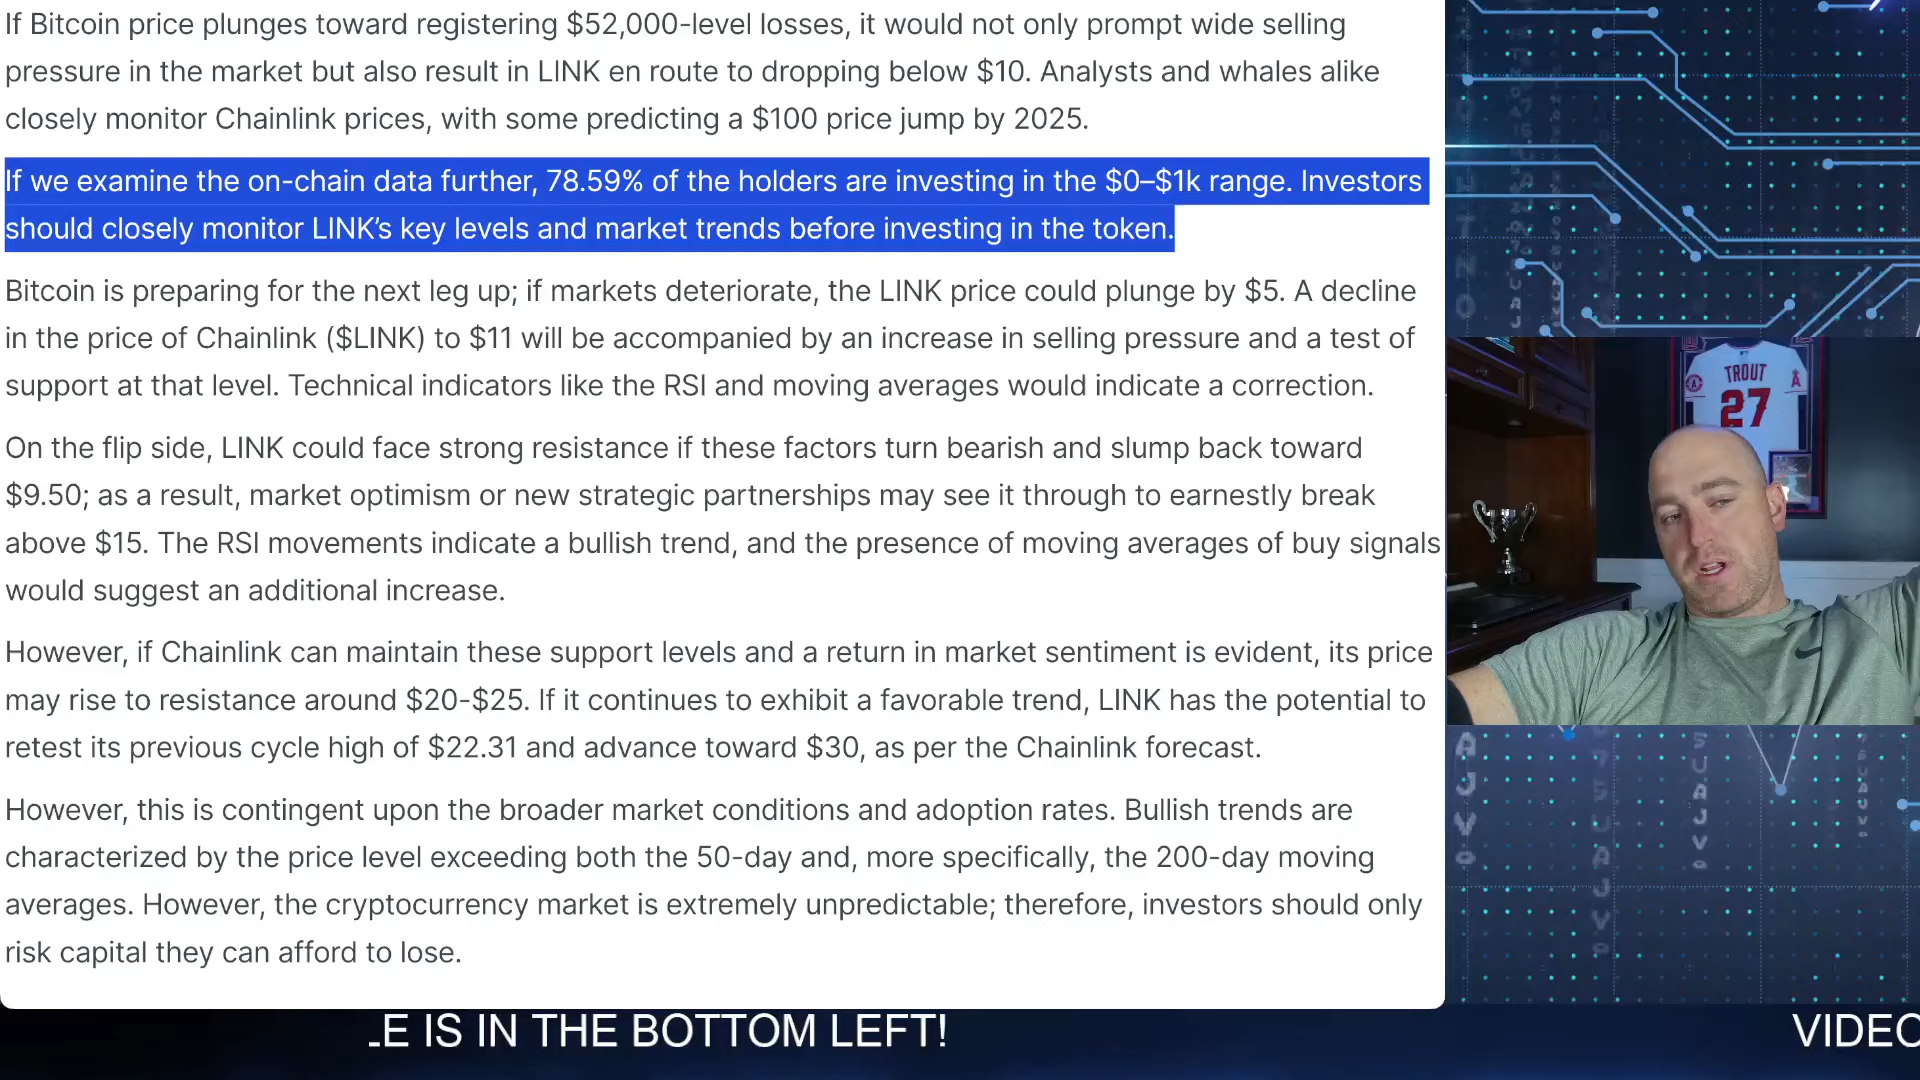 If Bitcoin price plunges toward registering $52,000-level losses, it would not only prompt wide selling
pressure in the market but also result in LINK en route to dropping below $10. Analysts and whales alike
closely monitor Chainlink prices, with some predicting a $100 price jump by 2025.
If we examine the on-chain data further, 78.59% of the holders are investing in the $0–$1k range. Investors
should closely monitor LINK’s key levels and market trends before investing in the token.
Bitcoin is preparing for the next leg up; if markets deteriorate, the LINK price could plunge by $5. A decline
in the price of Chainlink ($LINK) to $11 will be accompanied by an increase in selling pressure and a test of
support at that level. Technical indicators like the RSI and moving averages would indicate a correction.
On the flip side, LINK could face strong resistance if these factors turn bearish and slump back toward
$9.50; as a result, market optimism or new strategic partnerships may see it through to earnestly break
above $15. The RSI movements indicate a bullish trend, and the presence of moving averages of buy signals
would suggest an additional increase.
However, if Chainlink can maintain these support levels and a return in market sentiment is evident, its price
may rise to resistance around $20-$25. If it continues to exhibit a favorable trend, LINK has the potential to
retest its previous cycle high of $22.31 and advance toward $30, as per the Chainlink forecast.
However, this is contingent upon the broader market conditions and adoption rates. Bullish trends are
characterized by the price level exceeding both the 50-day and, more specifically, the 200-day moving
averages. However, the cryptocurrency market is extremely unpredictable; therefore, investors should only
risk capital they can afford to lose.
TROUT
27
E IS IN THE BOTTOM LEFT!
VIDEO